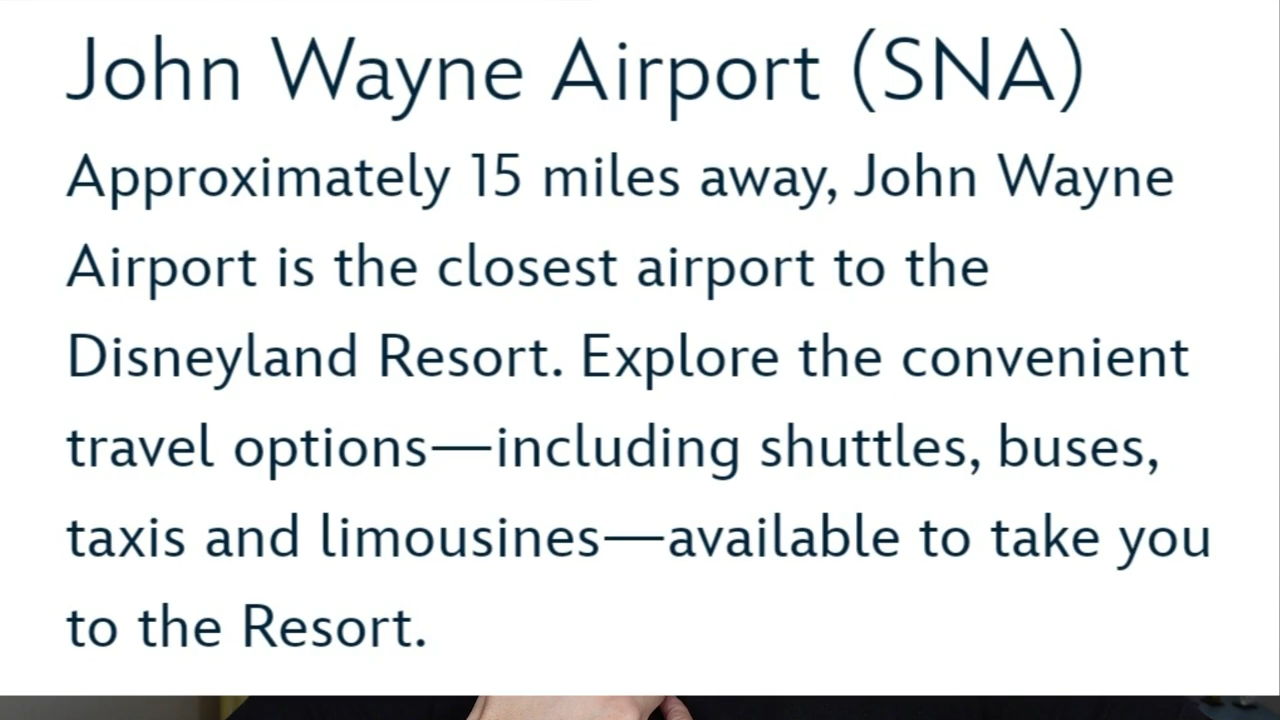 John Wayne Airport (SNA)
Approximately 15 miles away, John Wayne
Airport is the closest airport to the
Disneyland Resort. Explore the convenient
travel options—including shuttles, buses,
taxis and limousines—available to take you
to the Resort.